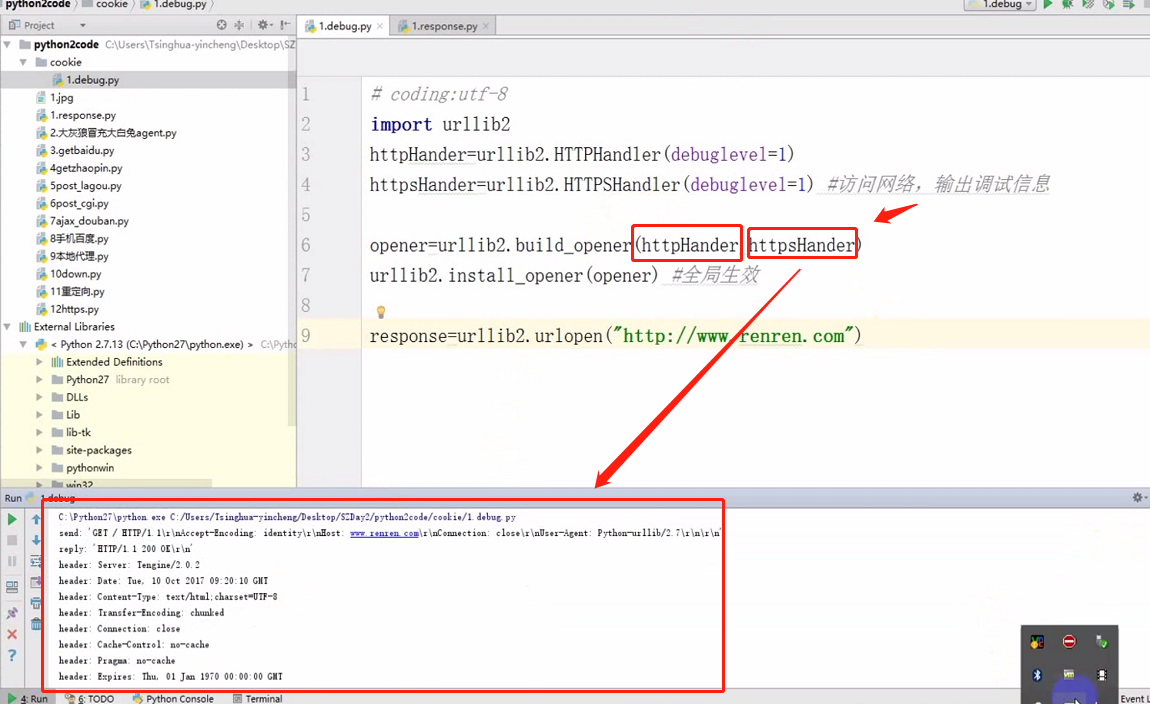 python2code cookie 1.debug.py
1.debug
Project
1.debug.py
1.response.py
python2code C:\Users\Tsinghua-yincheng\Desktop\SZ
cookie
1.debug.py
1.jpg
1.response.py
2.大灰狼冒充大白兔agent.py
3.getbaidu.py
4getzhaopin.py
5post_lagou.py
6post_cgi.py
7ajax_douban.py
8手机百度.py
9本地代理.py
10down.py
11重定向.py
12https.py
External Libraries
< Python 2.7.13 (C:\Python27\python.exe) > C:\Pytho
Extended Definitions
Python27 library root
DLLs
Lib
lib-tk
site-packages
pythonwin
win32
1 # coding:utf-8
2 import urllib2
3 httpHander=urllib2.HTTPHandler(debuglevel=1)
4 httpsHander=urllib2.HTTPSHandler(debuglevel=1) #访问网络，输出调试信息
5
6 opener=urllib2.build_opener(httpHander httpsHander)
7 urllib2.install_opener(opener) #全局生效
8
9 response=urllib2.urlopen("http://www.renren.com")
Run 1.debug
C:\Python27\python.exe C:/Users/Tsinghua-yincheng/Desktop/SZDay2/python2code/cookie/1.debug.py
send: 'GET / HTTP/1.1\r\nAccept-Encoding: identity\r\nHost: www.renren.com\r\nConnection: close\r\nUser-Agent: Python-urllib/2.7\r\n\r\n'
reply: 'HTTP/1.1 200 OK\r\n'
header: Server: Tengine/2.0.2
header: Date: Tue, 10 Oct 2017 09:20:10 GMT
header: Content-Type: text/html;charset=UTF-8
header: Transfer-Encoding: chunked
header: Connection: close
header: Cache-Control: no-cache
header: Pragma: no-cache
header: Expires: Thu, 01 Jan 1970 00:00:00 GMT
4: Run 6: TODO Python Console Terminal Event L